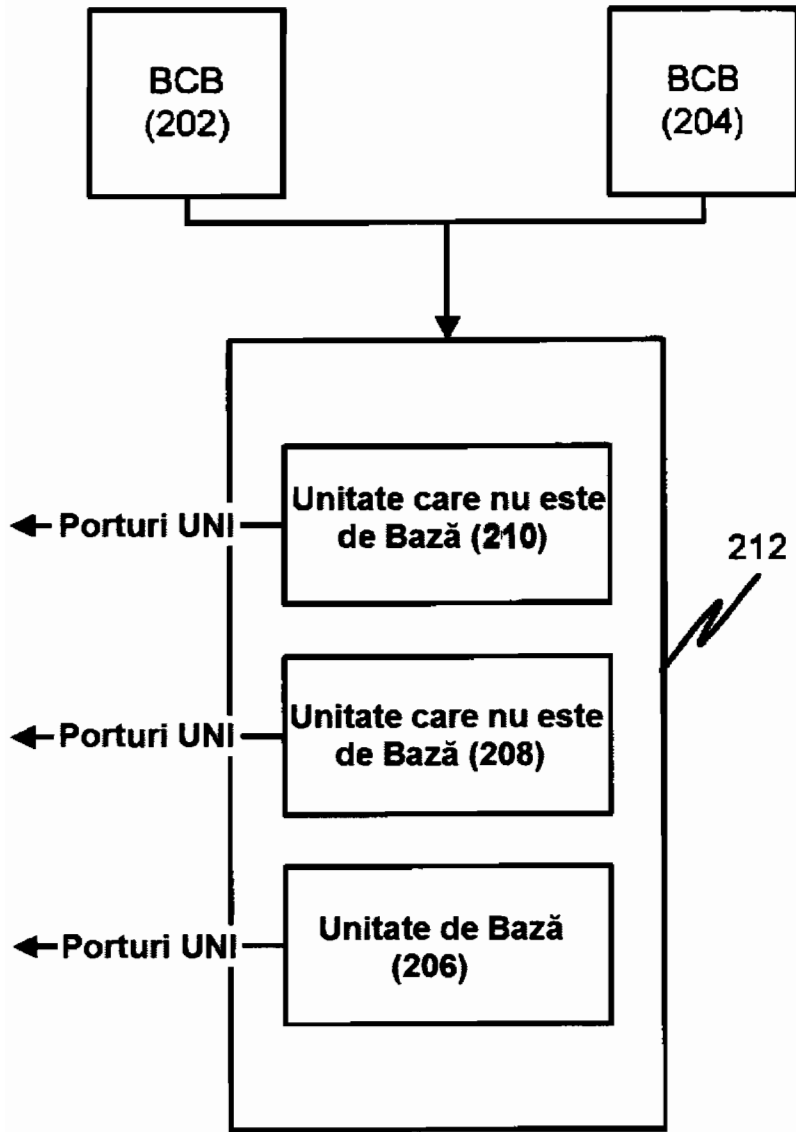 BCB
(202)
BCB
(204)
Unitate care nu este
de Bază (210)
Porturi UNI
212
Unitate care nu este
de Bază (208)
Porturi UNI
Unitate de Bază
(206)
Porturi UNI